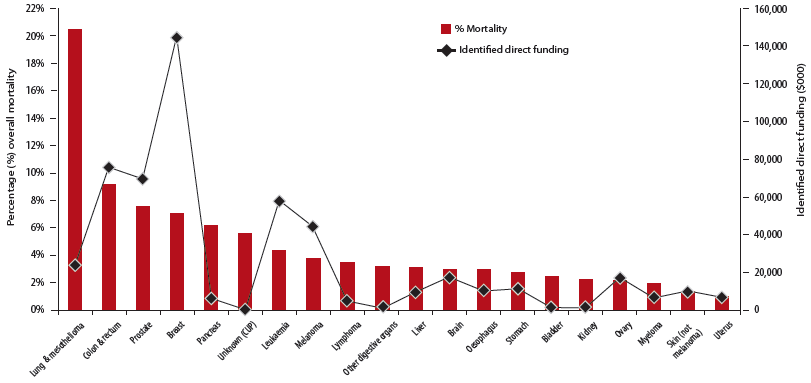 22%
20%
18%
16%
14%
12%
10%
8%
6%
4%
2%
0%
Percentage (%) overall mortality
% Mortality
Identified direct funding
160,000
140,000
120,000
100,000
80,000
60,000
40,000
20,000
0
Identified direct funding ($000)
Lung & mesothelioma
Colon & rectum
Prostate
Breast
Pancreas
Unknown (CUP)
Leukaemia
Melanoma
Lymphoma
Other digestive organs
Liver
Brain
Oesophagus
Stomach
Bladder
Kidney
Ovary
Myeloma
Skin (not
melanoma)
Uterus